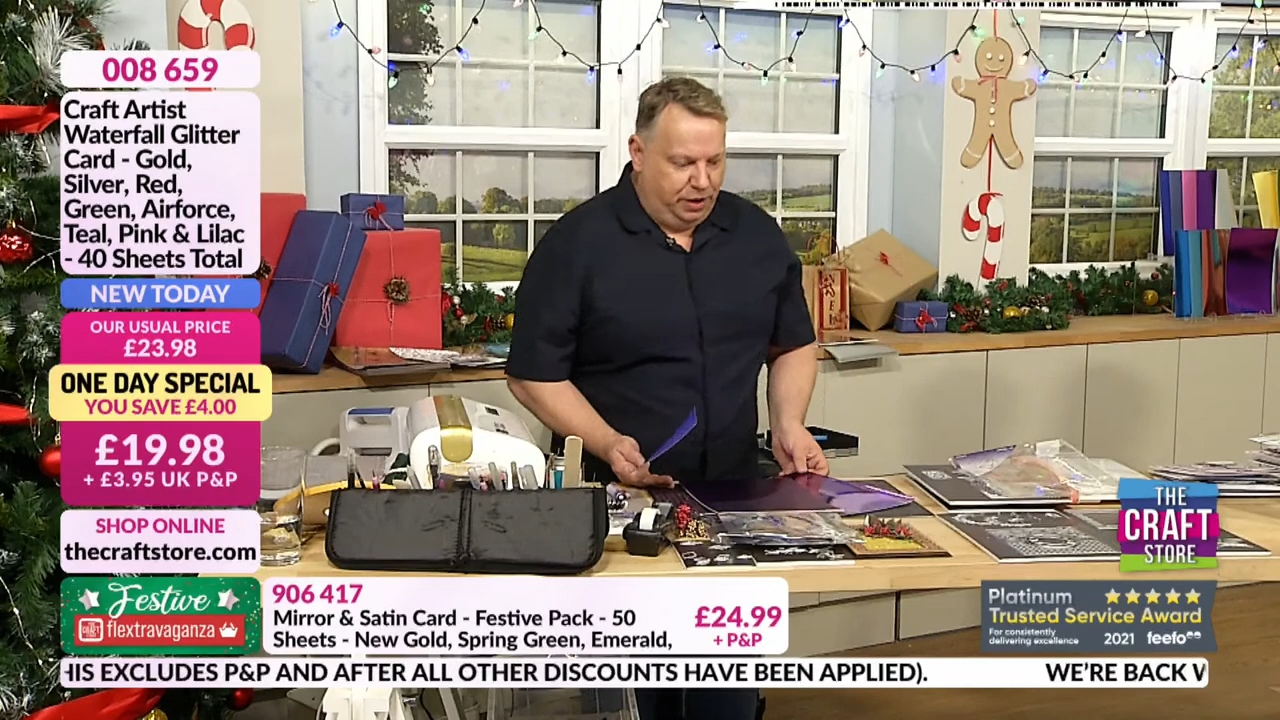 008 659
Craft Artist
Waterfall Glitter
Card - Gold,
Silver, Red,
Green, Airforce,
Teal, Pink & Lilac
- 40 Sheets Total
NEW TODAY
OUR USUAL PRICE
£23.98
ONE DAY SPECIAL
YOU SAVE £4.00
£19.98
+ £3.95 UK P&P
SHOP ONLINE
thecraftstore.com
Festive
flextravaganza
906 417
Mirror & Satin Card - Festive Pack - 50
Sheets - New Gold, Spring Green, Emerald,
£24.99
+ P&P
THE
CRAFT
STORE
Platinum
Trusted Service Award
For consistently
delivering excellence
2021 feefo
HIS EXCLUDES P&P AND AFTER ALL OTHER DISCOUNTS HAVE BEEN APPLIED). WE'RE BACK